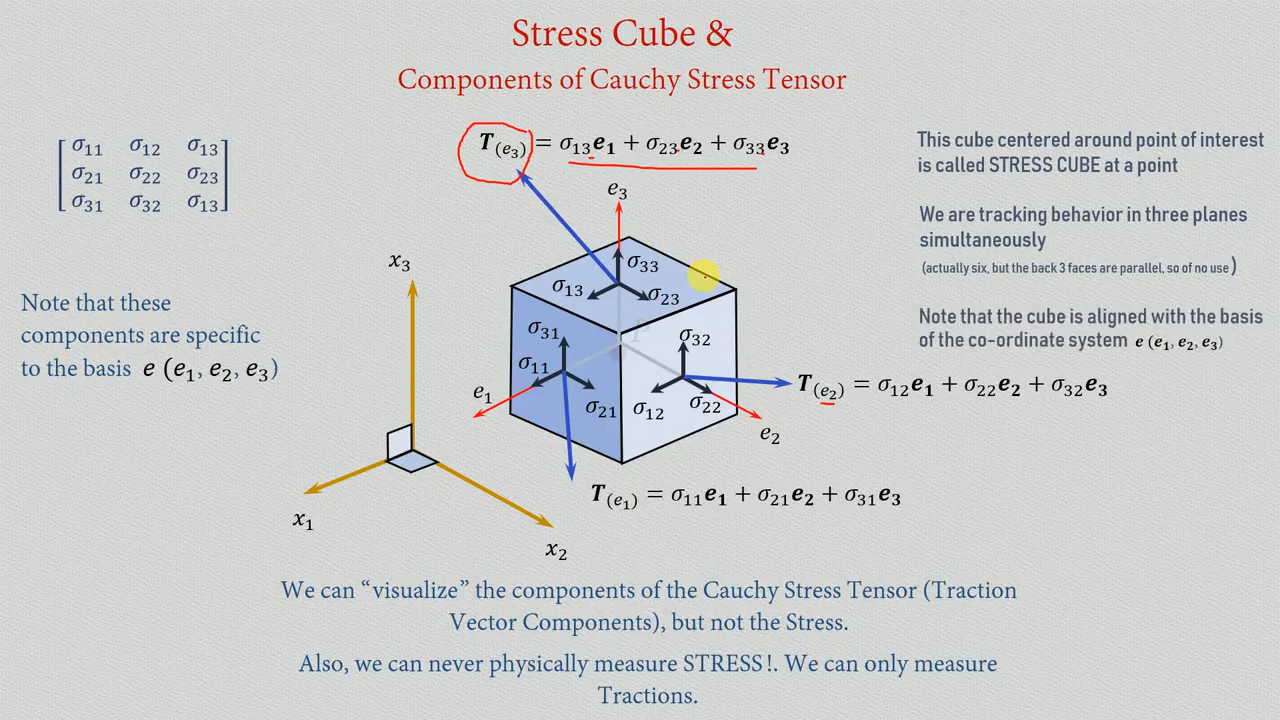 Stress Cube &
Components of Cauchy Stress Tensor
σ₁₁ σ₁₂ σ₁₃
σ₂₁ σ₂₂ σ₂₃
σ₃₁ σ₃₂ σ₁₃
Note that these
components are specific
to the basis e (e₁, e₂, e₃)
T(e₃) = σ₁₃e₁ + σ₂₃e₂ + σ₃₃e₃
This cube centered around point of interest
is called STRESS CUBE at a point
We are tracking behavior in three planes
simultaneously
(actually six, but the back 3 faces are parallel, so of no use )
Note that the cube is aligned with the basis
of the co-ordinate system e (e₁, e₂, e₃)
e₃
x₃
σ₃₃
σ₁₃
σ₂₃
P
σ₃₁
σ₃₂
σ₁₁
e₁
σ₂₁
σ₁₂
σ₂₂
e₂
T(e₂) = σ₁₂e₁ + σ₂₂e₂ + σ₃₂e₃
T(e₁) = σ₁₁e₁ + σ₂₁e₂ + σ₃₁e₃
x₁
x₂
We can “visualize” the components of the Cauchy Stress Tensor (Traction
Vector Components), but not the Stress.
Also, we can never physically measure STRESS!. We can only measure
Tractions.